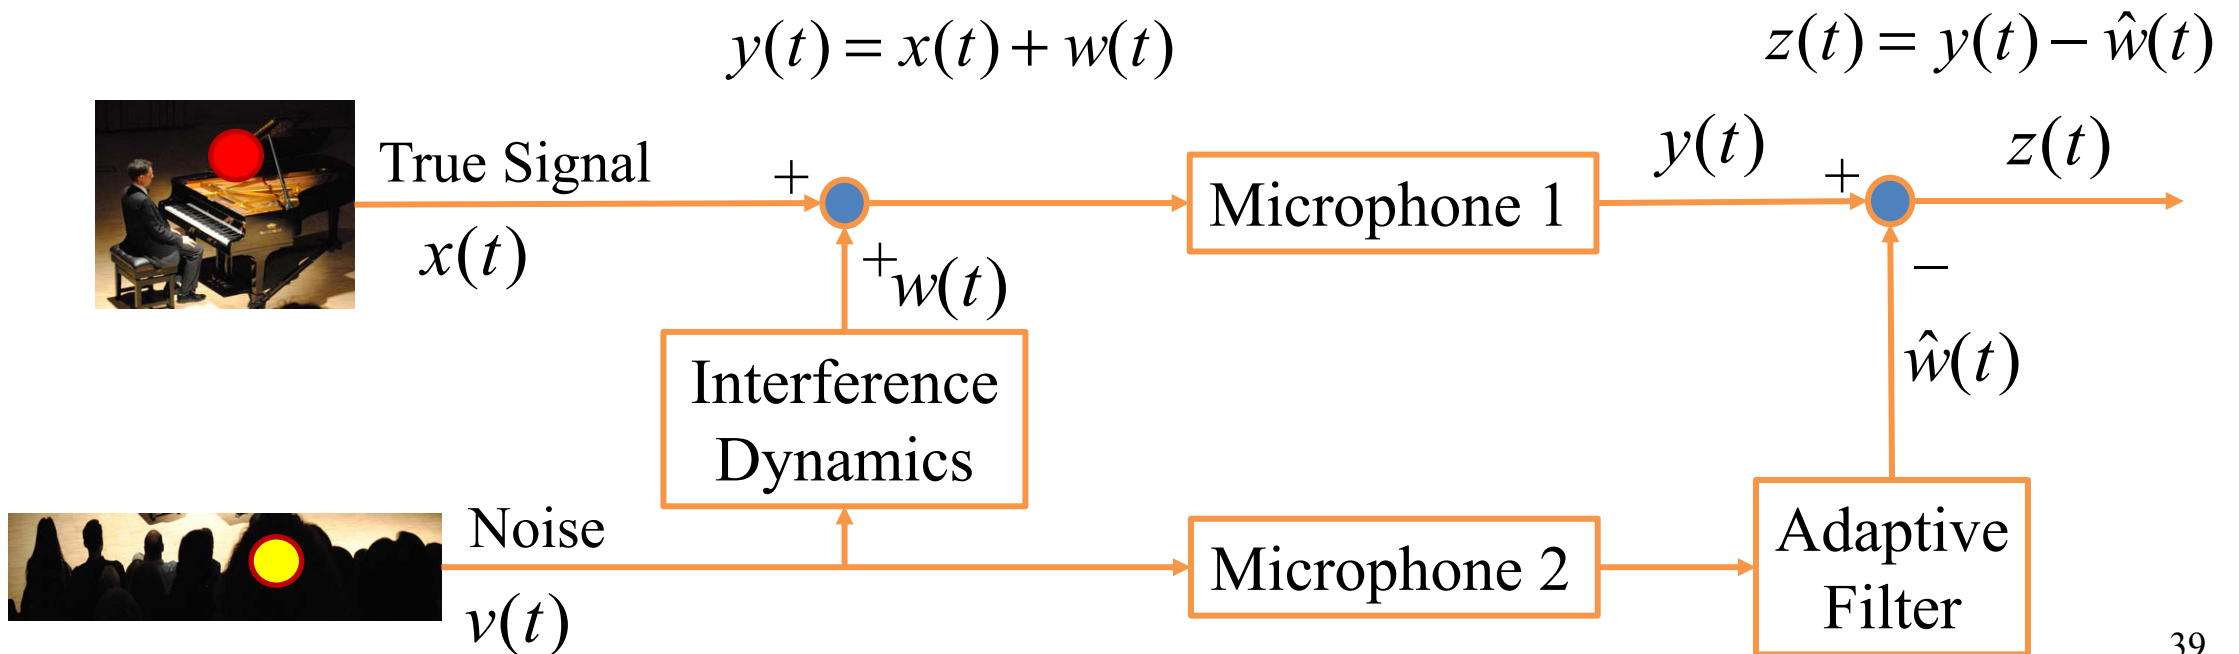 y(t) = x(t) + w(t)
z(t) = y(t) − ŵ(t)
True Signal
x(t)
+
+
w(t)
Microphone 1
y(t)
+
−
z(t)
Interference
Dynamics
ŵ(t)
Noise
v(t)
Microphone 2
Adaptive
Filter
39